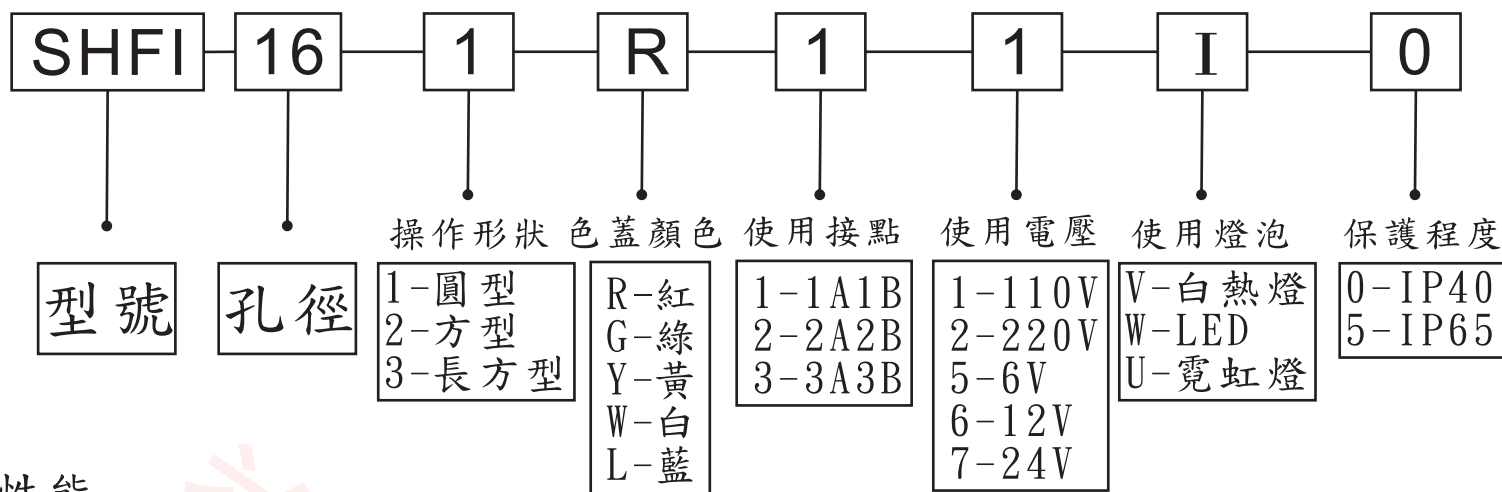 SHFI 16 1 R 1 1 I 0
操作形狀 色蓋顏色 使用接點 使用電壓 使用燈泡 保護程度
型號
孔徑
1-圓型
2-方型
3-長方型
R-紅
G-綠
Y-黃
W-白
L-藍
1-1A1B
2-2A2B
3-3A3B
1-110V
2-220V
5-6V
6-12V
7-24V
V-白熱燈
W-LED
U-霓虹燈
0-IP40
5-IP65
性能